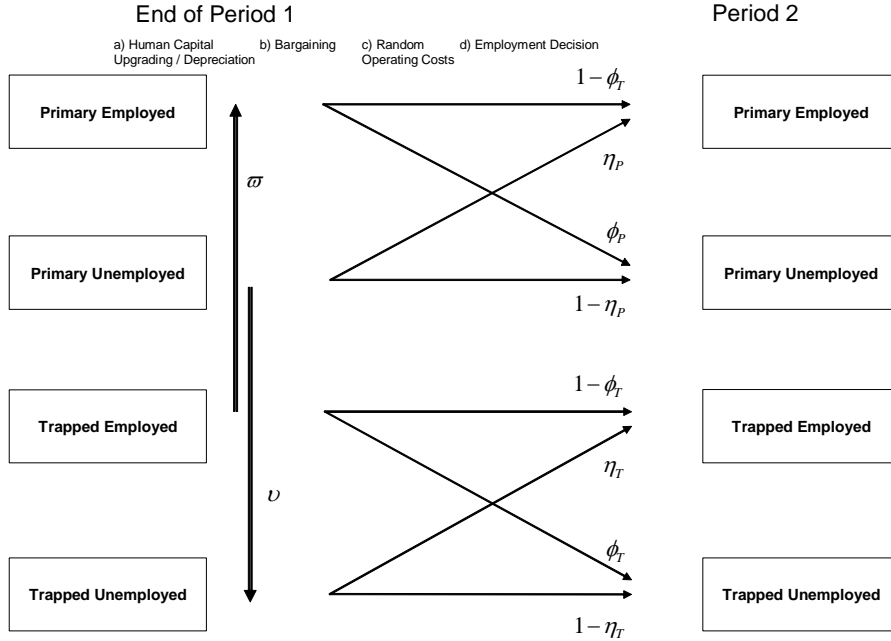 End of Period 1
Period 2
a) Human Capital Upgrading / Depreciation
b) Bargaining
c) Random Operating Costs
d) Employment Decision
1 − ϕ_T
Primary Employed
Primary Employed
η_P
ϖ
ϕ_P
Primary Unemployed
Primary Unemployed
1 − η_P
1 − ϕ_T
Trapped Employed
Trapped Employed
η_T
υ
ϕ_T
Trapped Unemployed
Trapped Unemployed
1 − η_T